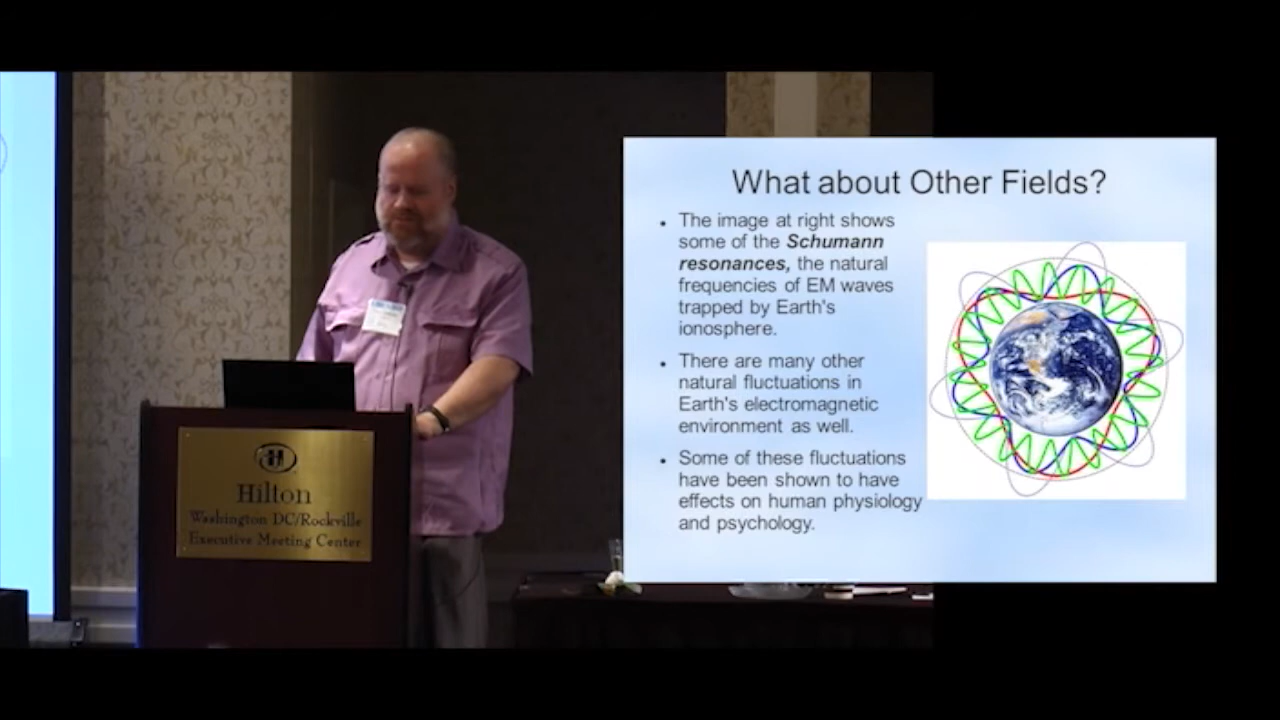 Hilton
Washington DC/Rockville
Executive Meeting Center
What about Other Fields?
• The image at right shows
some of the Schumann
resonances, the natural
frequencies of EM waves
trapped by Earth's
ionosphere.
• There are many other
natural fluctuations in
Earth's electromagnetic
environment as well.
• Some of these fluctuations
have been shown to have
effects on human physiology
and psychology.